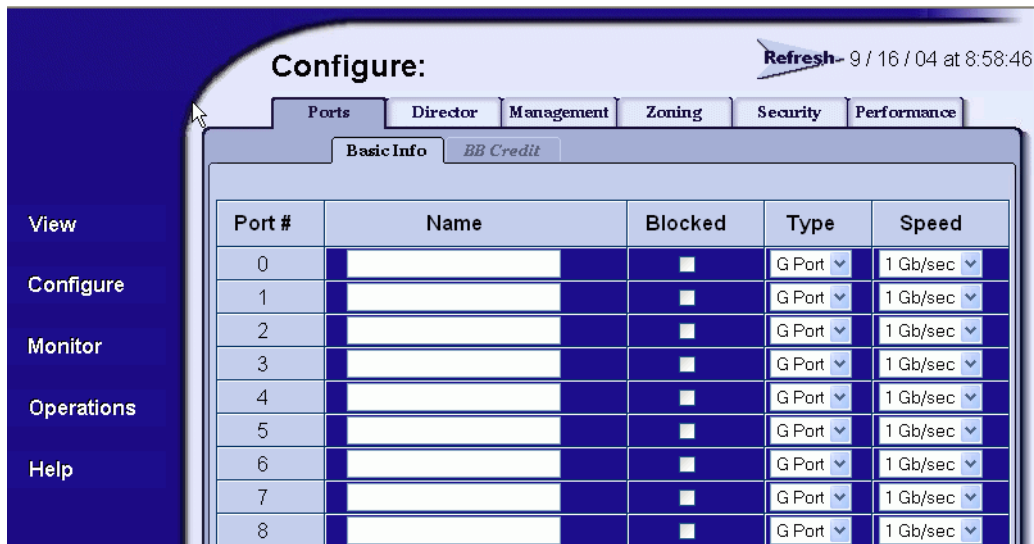 Configure:
Refresh - 9 / 16 / 04 at 8:58:46
Ports Director Management Zoning Security Performance
Basic Info BB Credit
View
Configure
Monitor
Operations
Help
Port # Name Blocked Type Speed
0 G Port 1 Gb/sec
1 G Port 1 Gb/sec
2 G Port 1 Gb/sec
3 G Port 1 Gb/sec
4 G Port 1 Gb/sec
5 G Port 1 Gb/sec
6 G Port 1 Gb/sec
7 G Port 1 Gb/sec
8 G Port 1 Gb/sec